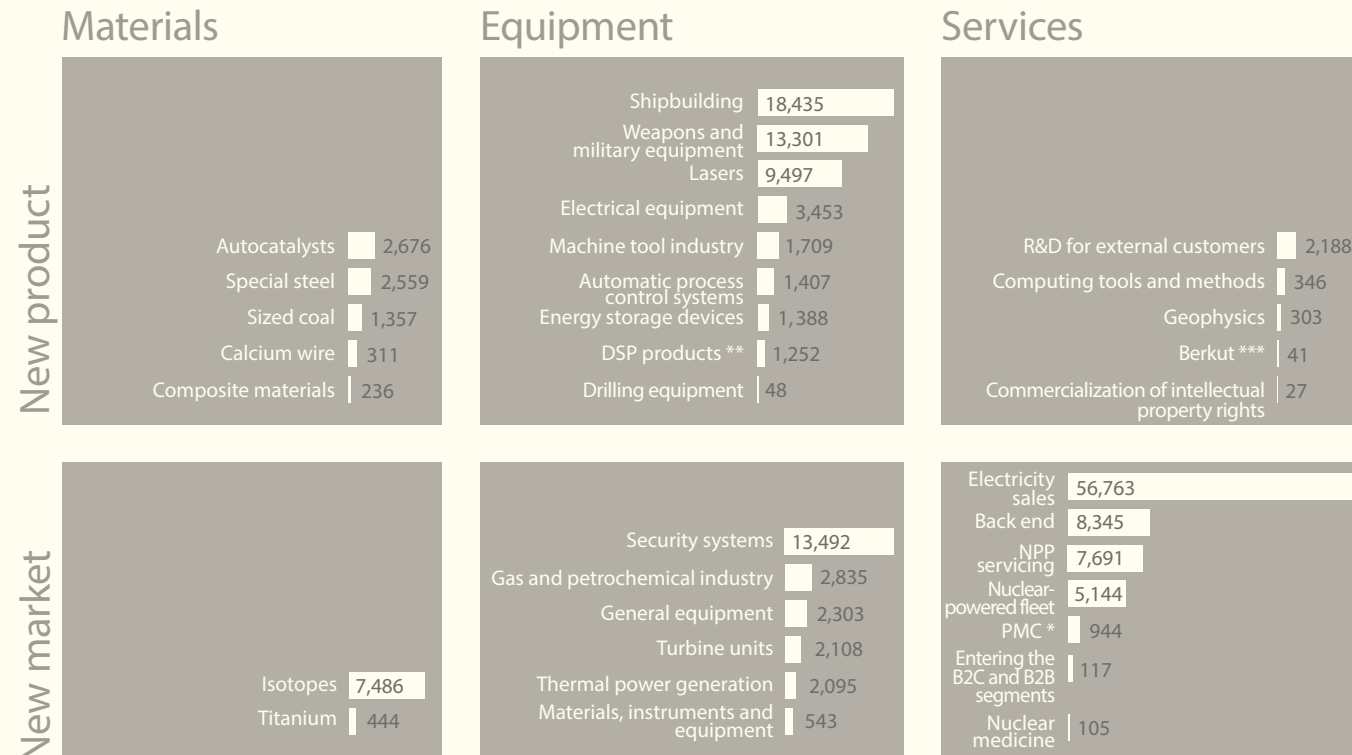 Materials
Equipment
Services
New product
Autocatalysts 2,676
Special steel 2,559
Sized coal 1,357
Calcium wire 311
Composite materials 236
Shipbuilding 18,435
Weapons and
military equipment 13,301
Lasers 9,497
Electrical equipment 3,453
Machine tool industry 1,709
Automatic process
control systems 1,407
Energy storage devices 1,388
DSP products ** 1,252
Drilling equipment 48
R&D for external customers 2,188
Computing tools and methods 346
Geophysics 303
Berkut *** 41
Commercialization of intellectual
property rights 27
New market
Isotopes 7,486
Titanium 444
Security systems 13,492
Gas and petrochemical industry 2,835
General equipment 2,303
Turbine units 2,108
Thermal power generation 2,095
Materials, instruments and
equipment 543
Electricity
sales 56,763
Back end 8,345
NPP
servicing 7,691
Nuclear-
powered fleet 5,144
PMC * 944
Entering the
B2C and B2B
segments 117
Nuclear
medicine 105